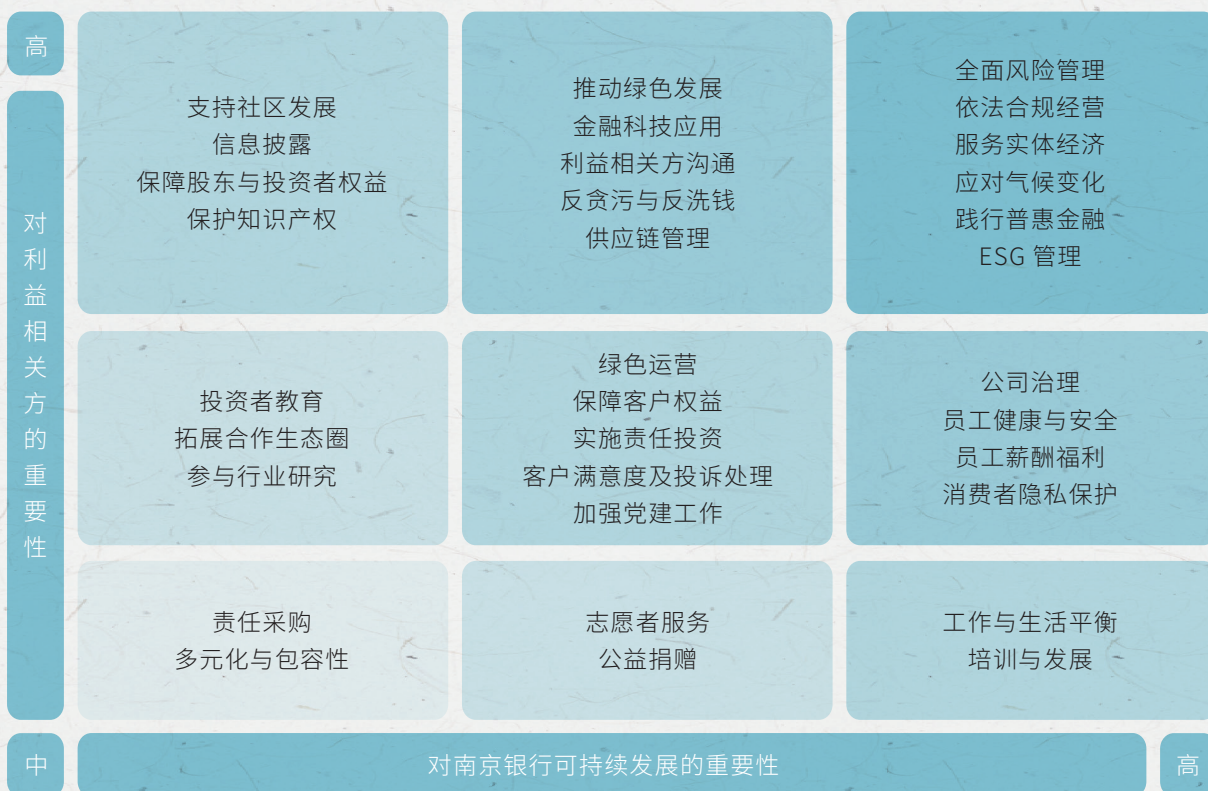 高
对利益相关方的重要性
支持社区发展
信息披露
保障股东与投资者权益
保护知识产权
推动绿色发展
金融科技应用
利益相关方沟通
反贪污与反洗钱
供应链管理
全面风险管理
依法合规经营
服务实体经济
应对气候变化
践行普惠金融
ESG 管理
投资者教育
拓展合作生态圈
参与行业研究
绿色运营
保障客户权益
实施责任投资
客户满意度及投诉处理
加强党建工作
公司治理
员工健康与安全
员工薪酬福利
消费者隐私保护
责任采购
多元化与包容性
志愿者服务
公益捐赠
工作与生活平衡
培训与发展
中
对南京银行可持续发展的重要性
高